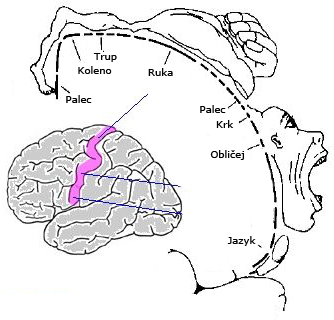 Trup
Koleno
Ruka
Palec
Palec
Krk
Obličej
Jazyk